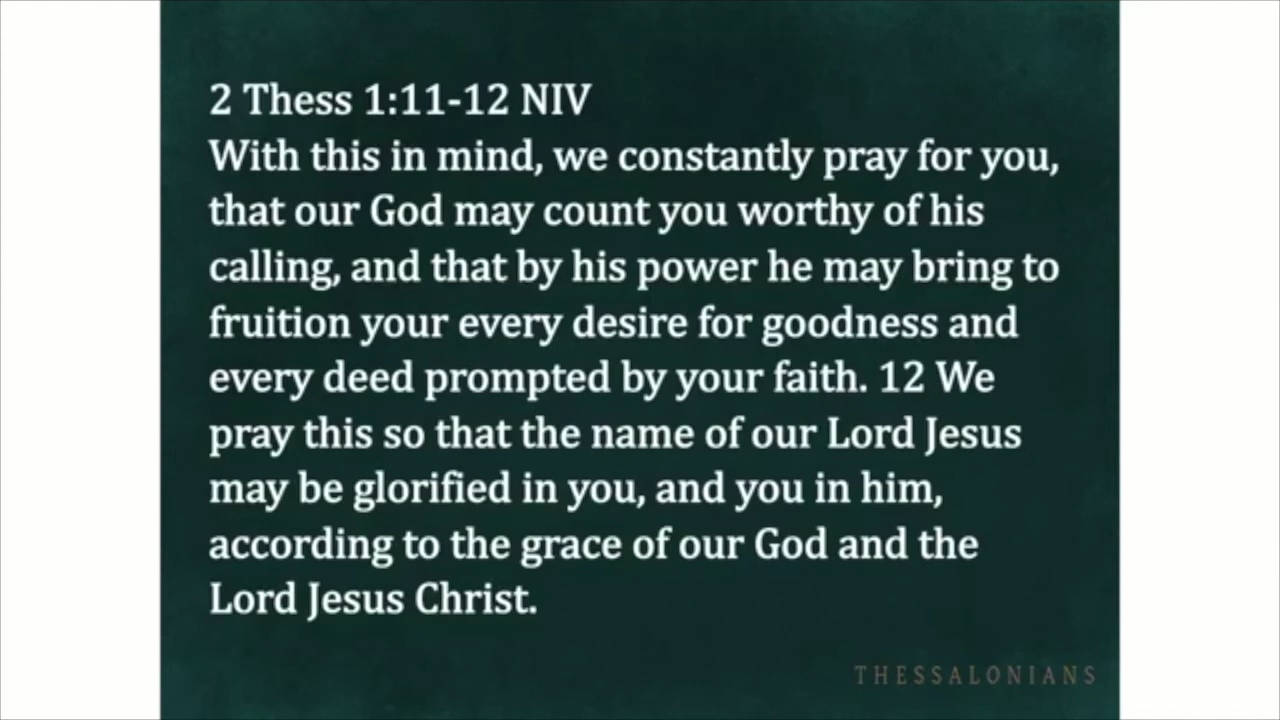 2 Thess 1:11-12 NIV
With this in mind, we constantly pray for you,
that our God may count you worthy of his
calling, and that by his power he may bring to
fruition your every desire for goodness and
every deed prompted by your faith. 12 We
pray this so that the name of our Lord Jesus
may be glorified in you, and you in him,
according to the grace of our God and the
Lord Jesus Christ.
THESSALONIANS